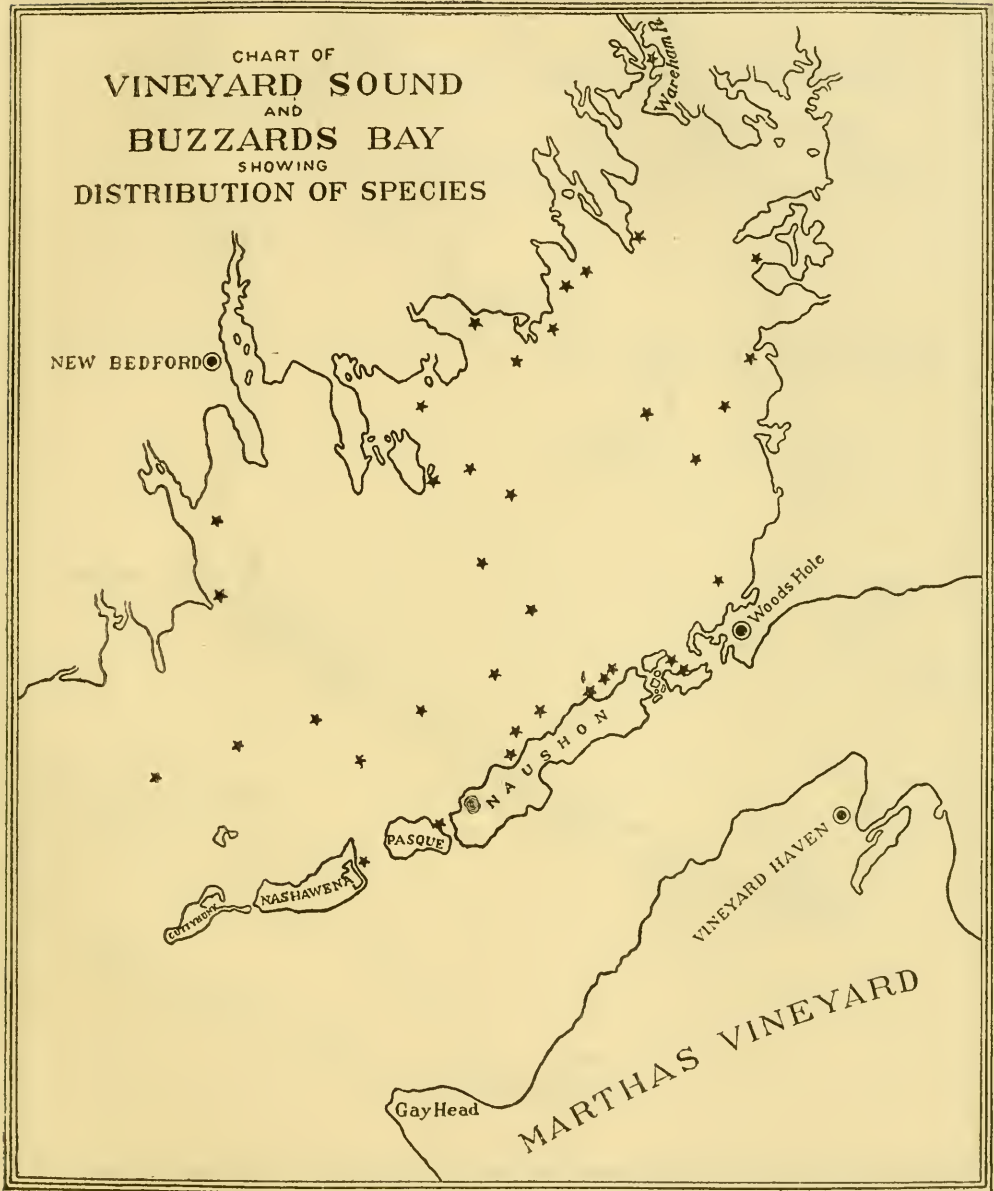 CHART OF
VINEYARD SOUND
AND
BUZZARDS BAY
SHOWING
DISTRIBUTION OF SPECIES
Wareham R.
NEW BEDFORD
Woods Hole
NAUSHON
PASQUE
NASHAWENA
CUTTYHUNK
VINEYARD HAVEN
MARTHAS VINEYARD
Gay Head